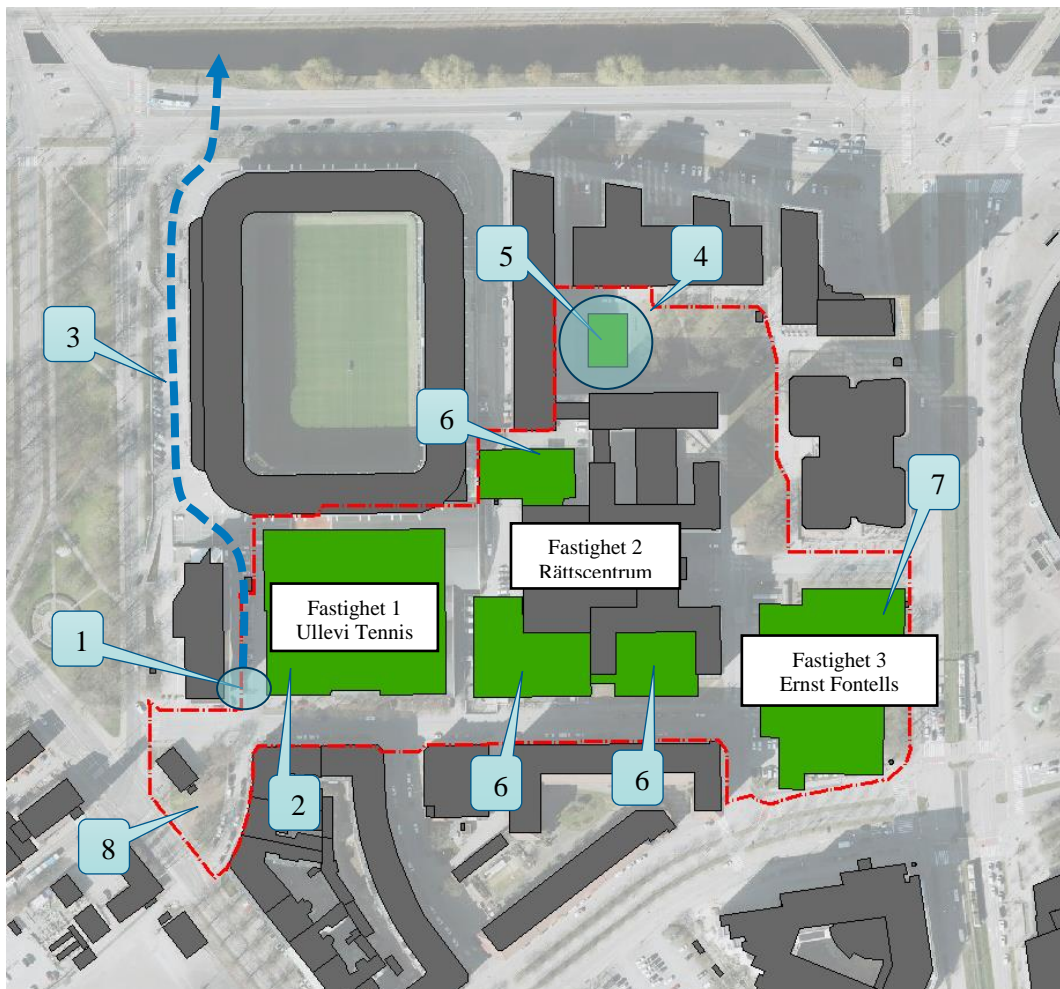 5
4
3
6
7
Fastighet 2
Rättscentrum
Fastighet 1
Ullevi Tennis
1
Fastighet 3
Ernst Fontells
2
6
6
8